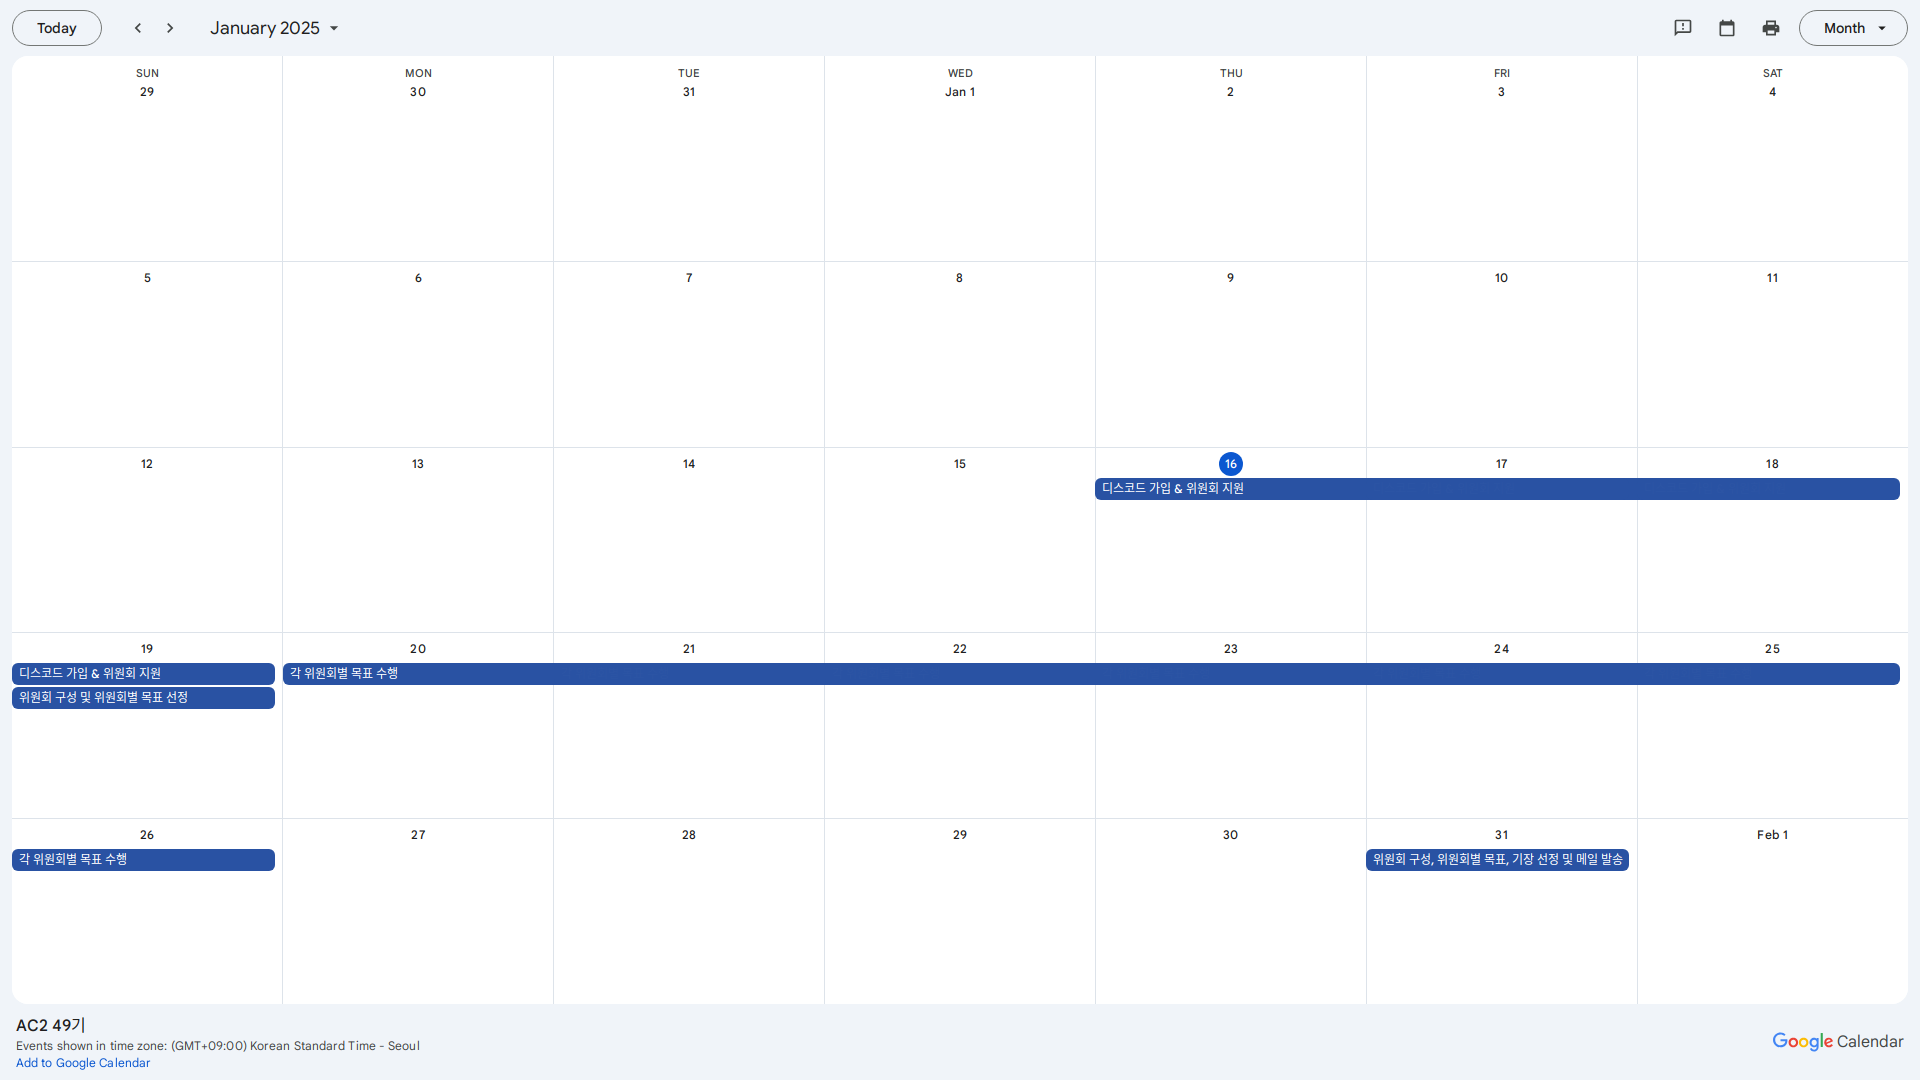 Today
January 2025
Month
SUN MON TUE WED THU FRI SAT
29 30 31 Jan 1 2 3 4
5 6 7 8 9 10 11
12 13 14 15 16 17 18
디스코드 가입 & 위원회 지원
19 20 21 22 23 24 25
디스코드 가입 & 위원회 지원 각 위원회별 목표 수행
위원회 구성 및 위원회별 목표 선정
26 27 28 29 30 31 Feb 1
각 위원회별 목표 수행 위원회 구성, 위원회별 목표, 기장 선정 및 메일 발송
AC2 49기
Events shown in time zone: (GMT+09:00) Korean Standard Time - Seoul
Add to Google Calendar
Google Calendar